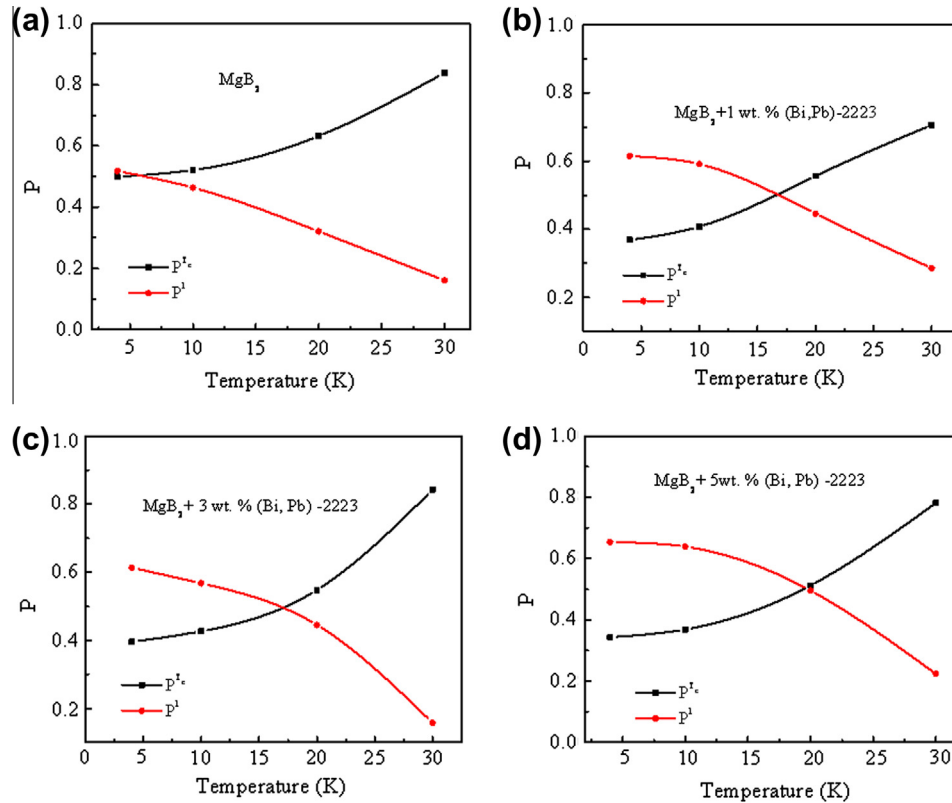 (a)
1.0
0.8
0.6
0.4
0.2
0.0
P
MgB₂
P^Tc
P^l
5 10 15 20 25 30
Temperature (K)
(b)
1.0
0.8
0.6
0.4
0.2
P
MgB₂+1 wt. % (Bi,Pb)-2223
P^Tc
P^l
0 5 10 15 20 25 30
Temperature (K)
(c)
1.0
0.8
0.6
0.4
0.2
P
MgB₂+ 3 wt. % (Bi, Pb) -2223
P^Tc
P^l
0 5 10 15 20 25 30
Temperature (K)
(d)
1.0
0.8
0.6
0.4
0.2
0.0
P
MgB₂+ 5wt. % (Bi, Pb) -2223
P^Tc
P^l
5 10 15 20 25 30
Temperature (K)